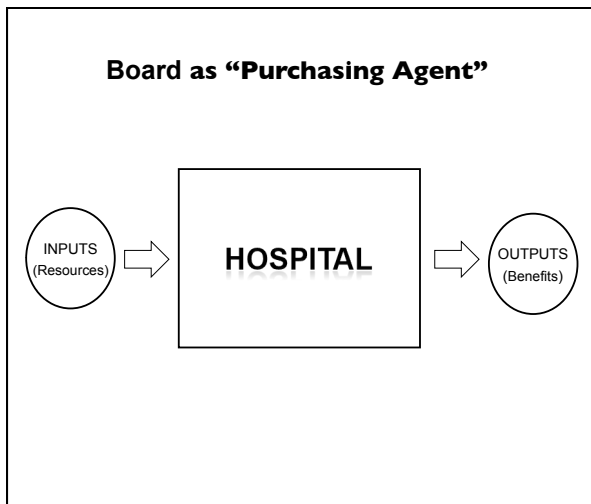 Board as “Purchasing Agent”
INPUTS
(Resources)
HOSPITAL
OUTPUTS
(Benefits)